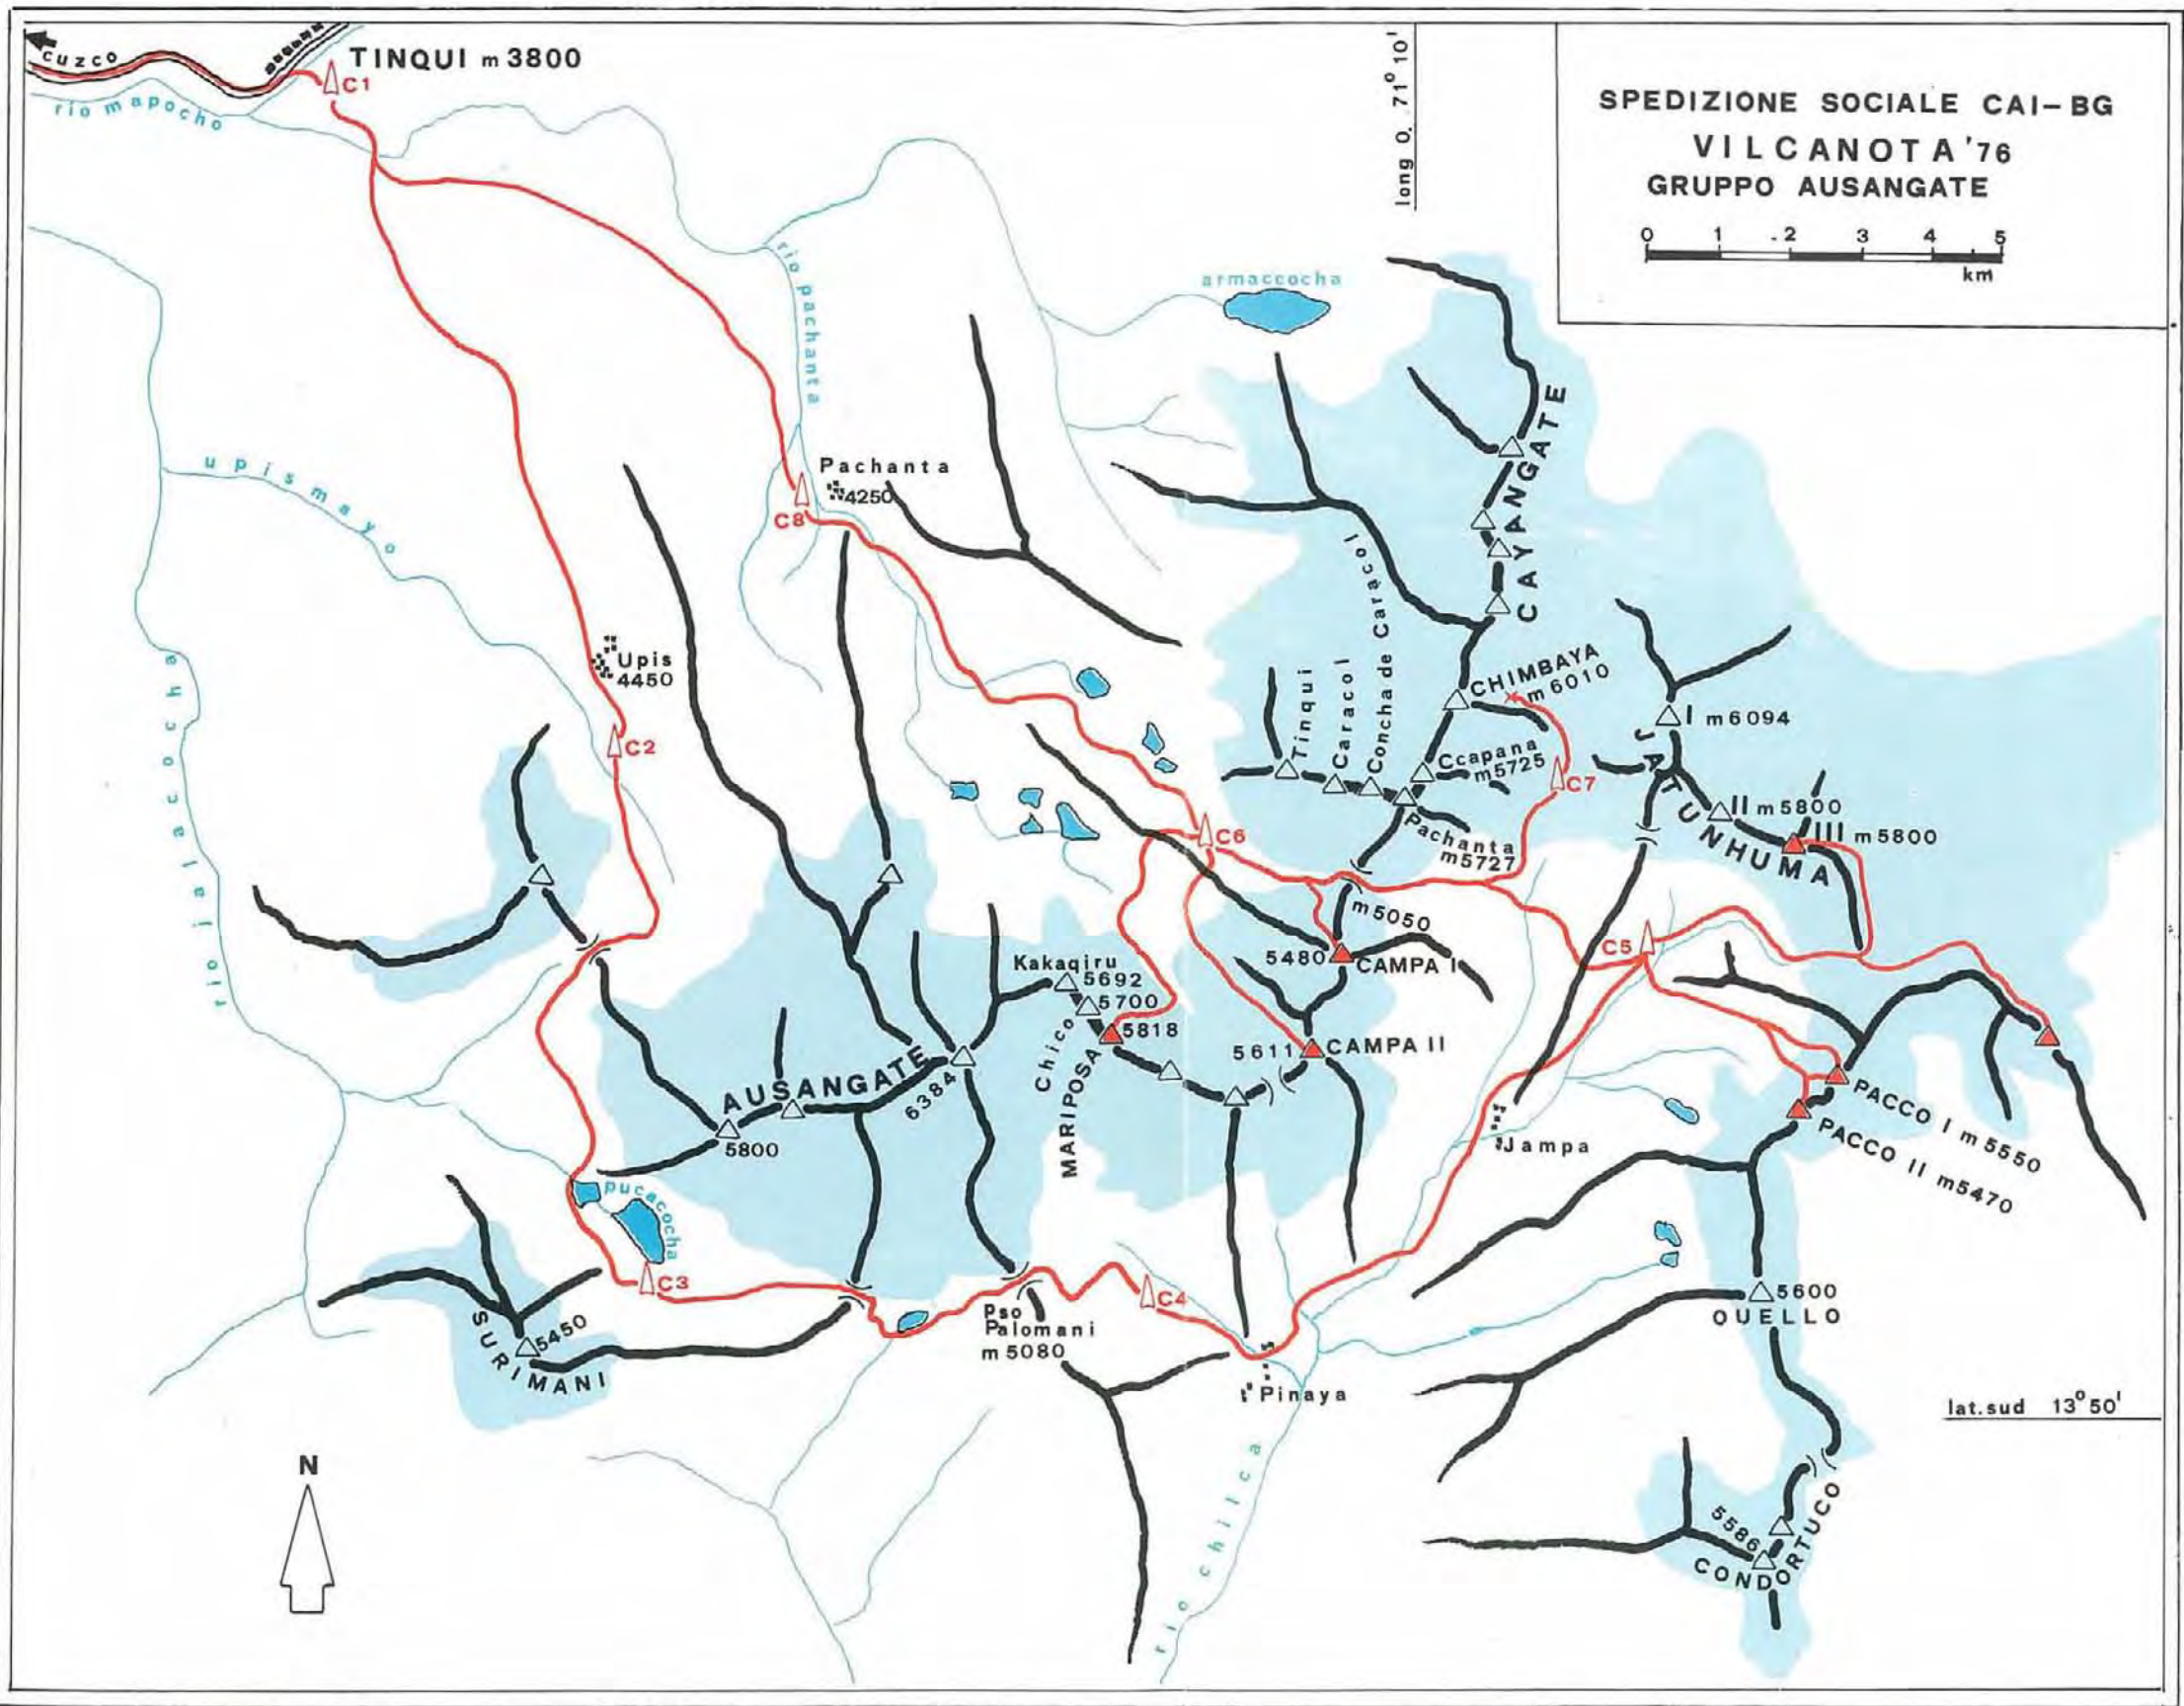 cuzco
TINQUI m 3800
C1
rio mapocho
long O. 71° 10'
SPEDIZIONE SOCIALE CAI-BG
VILCANOTA '76
GRUPPO AUSANGATE
0 1 2 3 4 5
km
rio pachanta
armaccocha
CAYANGATE
upismayo
Pachanta
4250
C8
Caracol
Concha de
Caracol
Tinqui
CHIMBAYA
m 6010
I m 6094
JATUNHUMA
Upis
4450
C2
rio jalacocha
Ccapana
m 5725
C7
II m 5800
III m 5800
Pachanta
m 5727
C6
m 5050
5480 CAMPA I
C5
Kakaqiru
5692
5700
5818
Chico
MARIPOSA
5611 CAMPA II
AUSANGATE
6384
5800
PACCO I m 5550
PACCO II m 5470
Jampa
pucacocha
C3
C4
Pso
Palomani
m 5080
5600
QUELLO
5450
SURIMANI
Pinaya
lat. sud 13° 50'
rio chilca
N
5586
CONDORTUCO